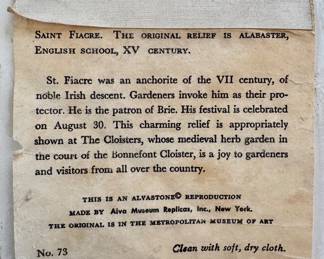 Saint Fiacre. The original relief is alabaster,
English school, XV century.
St. Fiacre was an anchorite of the VII century, of
noble Irish descent. Gardeners invoke him as their pro-
tector. He is the patron of Brie. His festival is celebrated
on August 30. This charming relief is appropriately
shown at The Cloisters, whose medieval herb garden
in the court of the Bonnefont Cloister, is a joy to gardeners
and visitors from all over the country.
THIS IS AN ALVASTONE© REPRODUCTION
MADE BY Alva Museum Replicas, Inc., New York.
THE ORIGINAL IS IN THE METROPOLITAN MUSEUM OF ART
No. 73 Clean with soft, dry cloth.